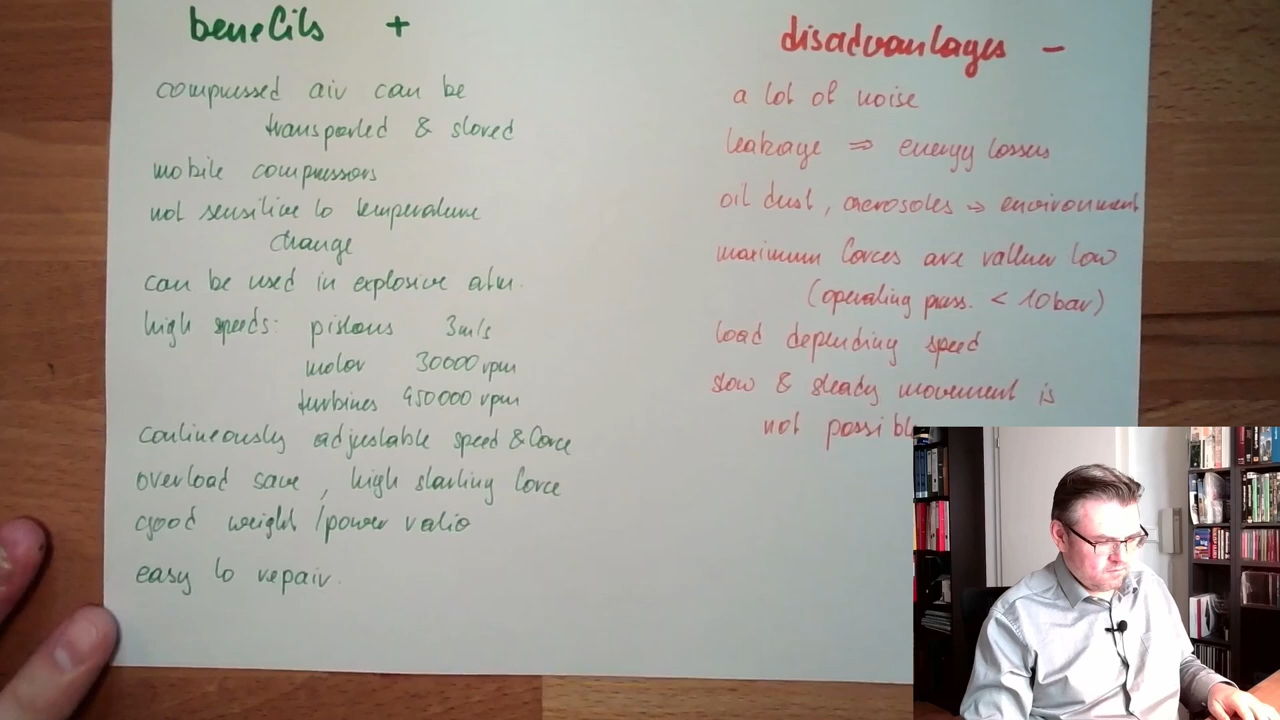 benefits +
compressed air can be
transported & stored
mobile compressors
not sensitive to temperature
change
can be used in explosive atm.
high speeds: pistons 3m/s
motor 30000 rpm
turbines 450000 rpm
contineously adjustable speed & force
overload save, high starting force
good weight / power ratio
easy to repair.
disadvantages -
a lot of noise
leakage => energy losses
oil dust, aerosoles -> environment
maximum forces are rather low
(operating press. < 10bar)
load depending speed
slow & steady movement is
not possible